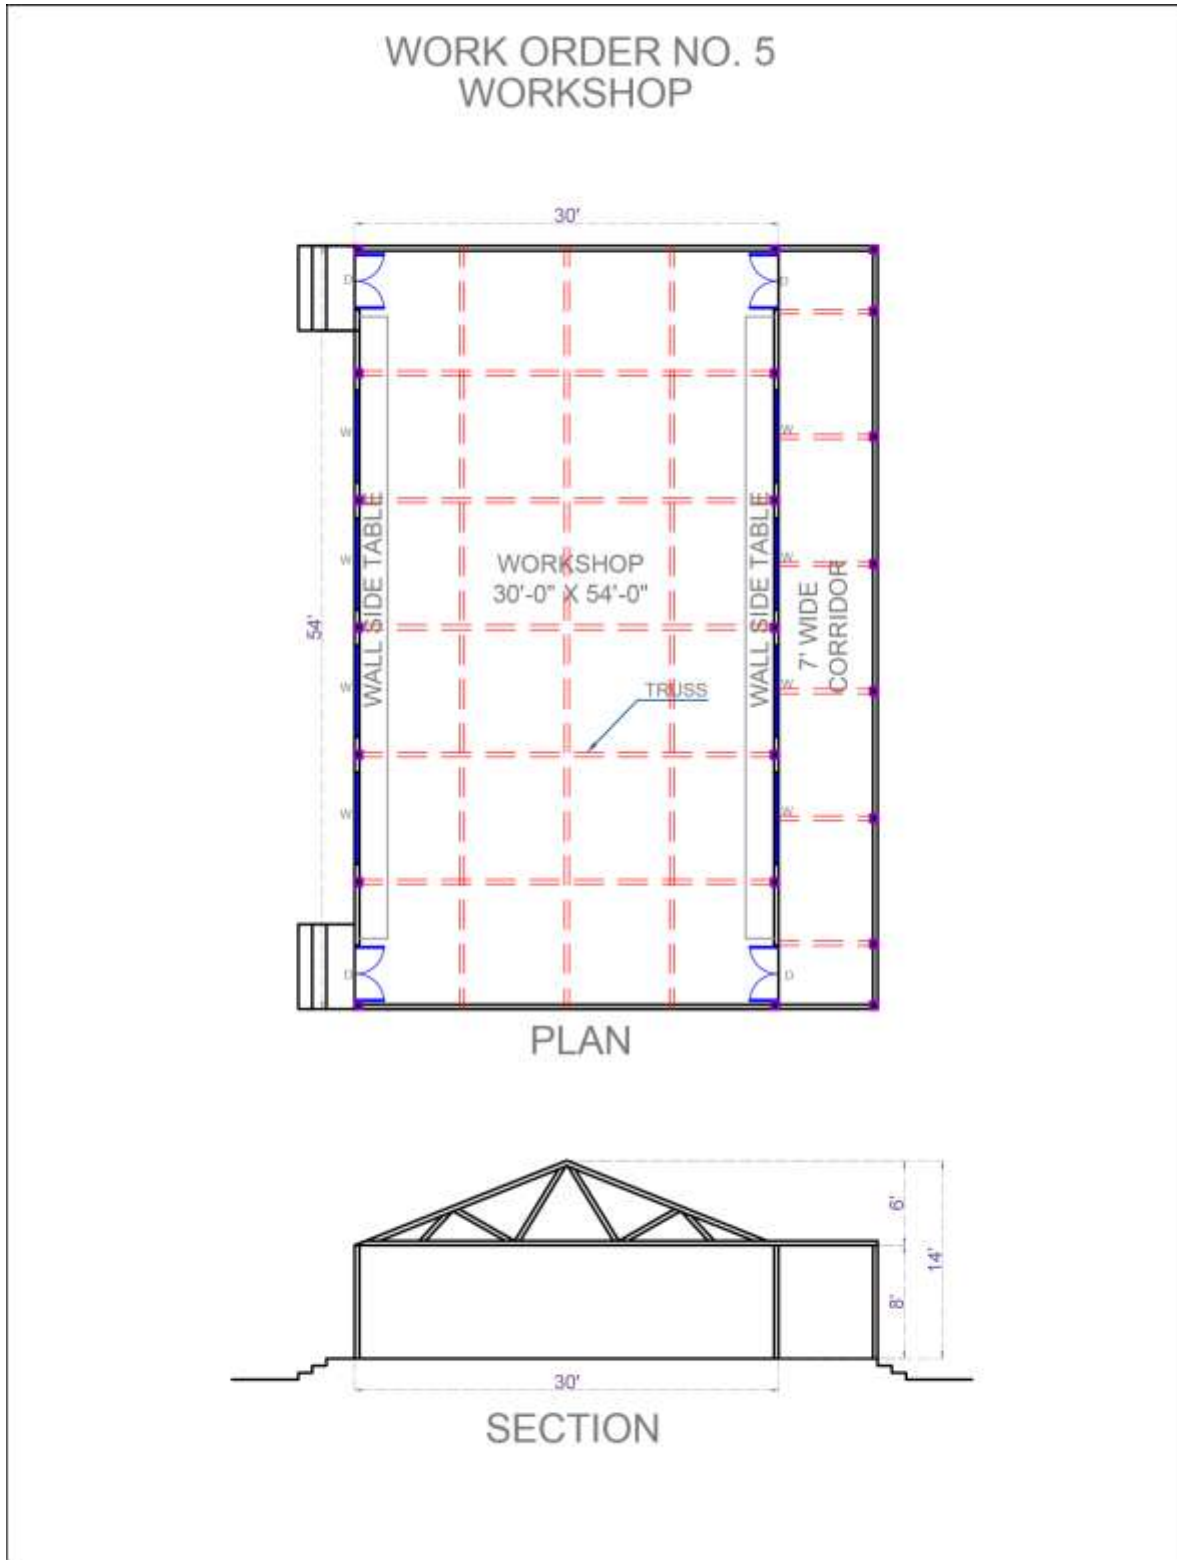 WORK ORDER NO. 5
WORKSHOP
30'
D
D
W
W
WALL SIDE TABLE
WALL SIDE TABLE
W
W
WORKSHOP
30'-0" X 54'-0"
7' WIDE
CORRIDOR
54'
TRUSS
W
W
W
W
D
D
PLAN
6'
14'
8'
30'
SECTION